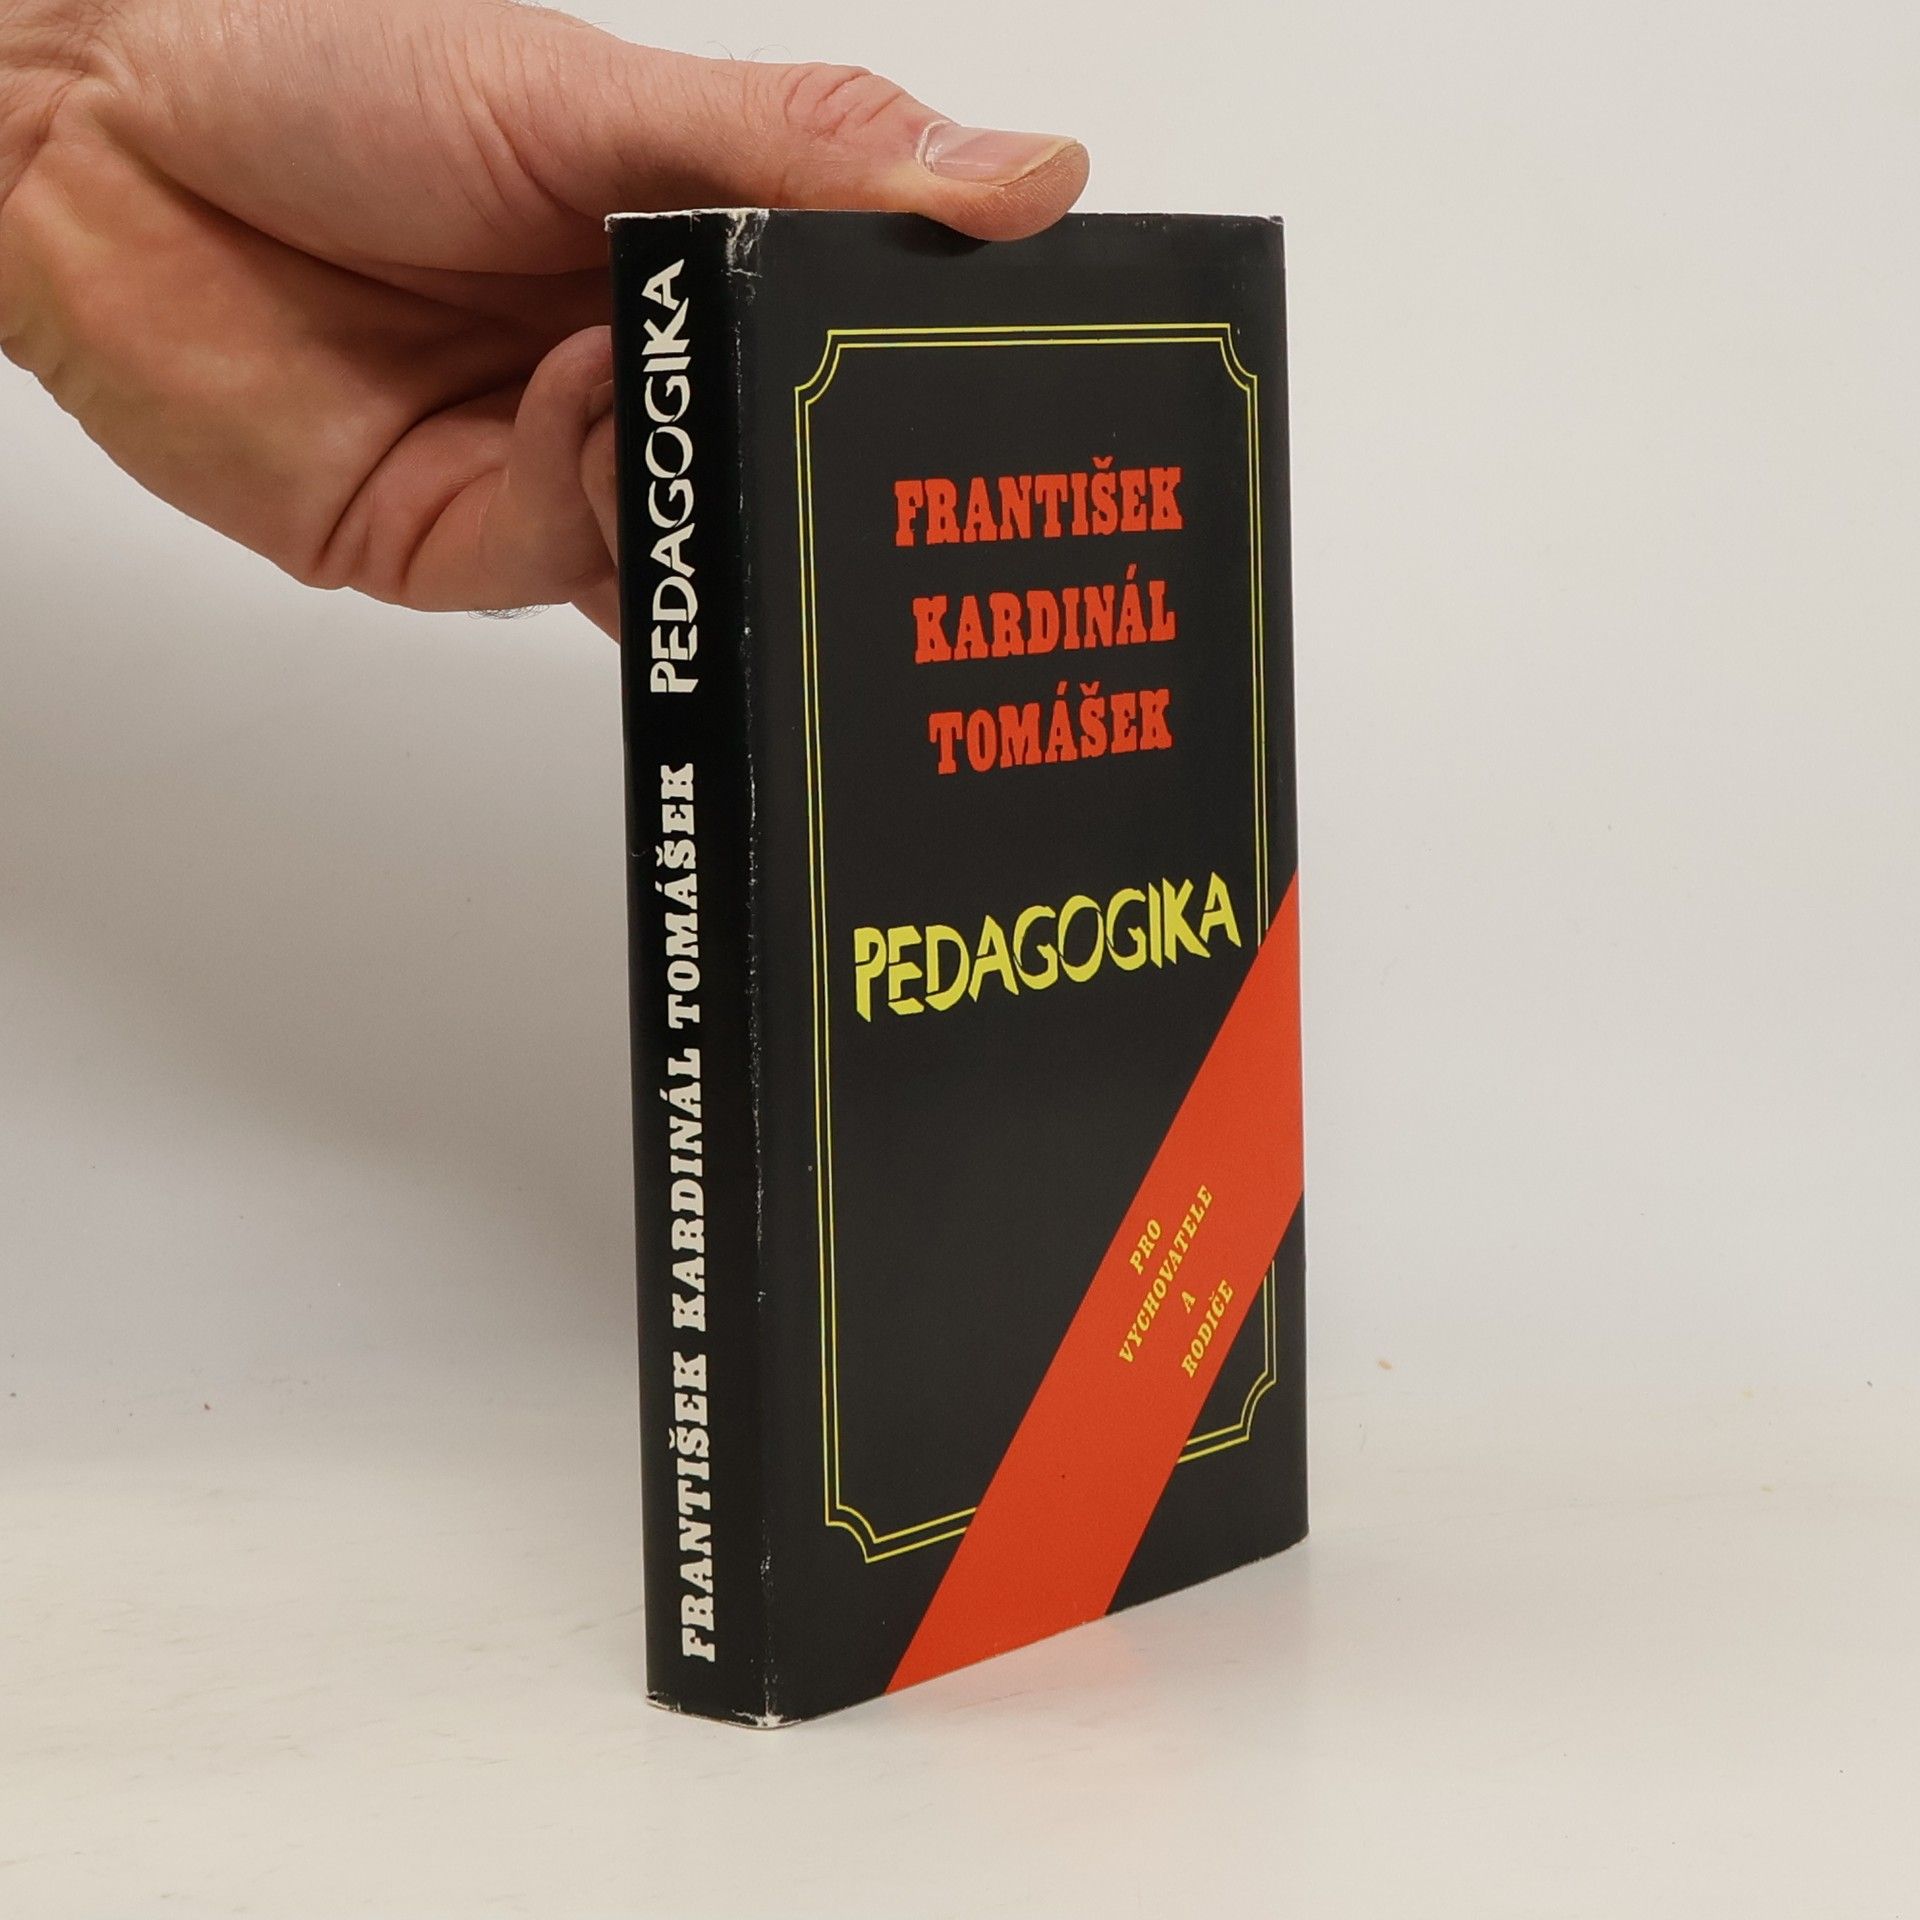 FRANTIŠEK KARDINÁL TOMÁŠEK PEDAGOGIKA
FRANTIŠEK
KARDINÁL
TOMÁŠEK
PEDAGOGIKA
PRO
VYCHOVATELE
A
RODIČE